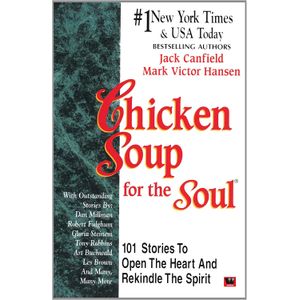 #1 New York Times
& USA Today
BESTSELLING AUTHORS
Jack Canfield
Mark Victor Hansen
Chicken
Soup
for the Soul®
With Outstanding
Stories By:
Dan Millman
Robert Fulghum
Gloria Steinem
Tony Robbins
Art Buchwald
Les Brown
And Many,
Many More
101 Stories To
Open The Heart And
Rekindle The Spirit